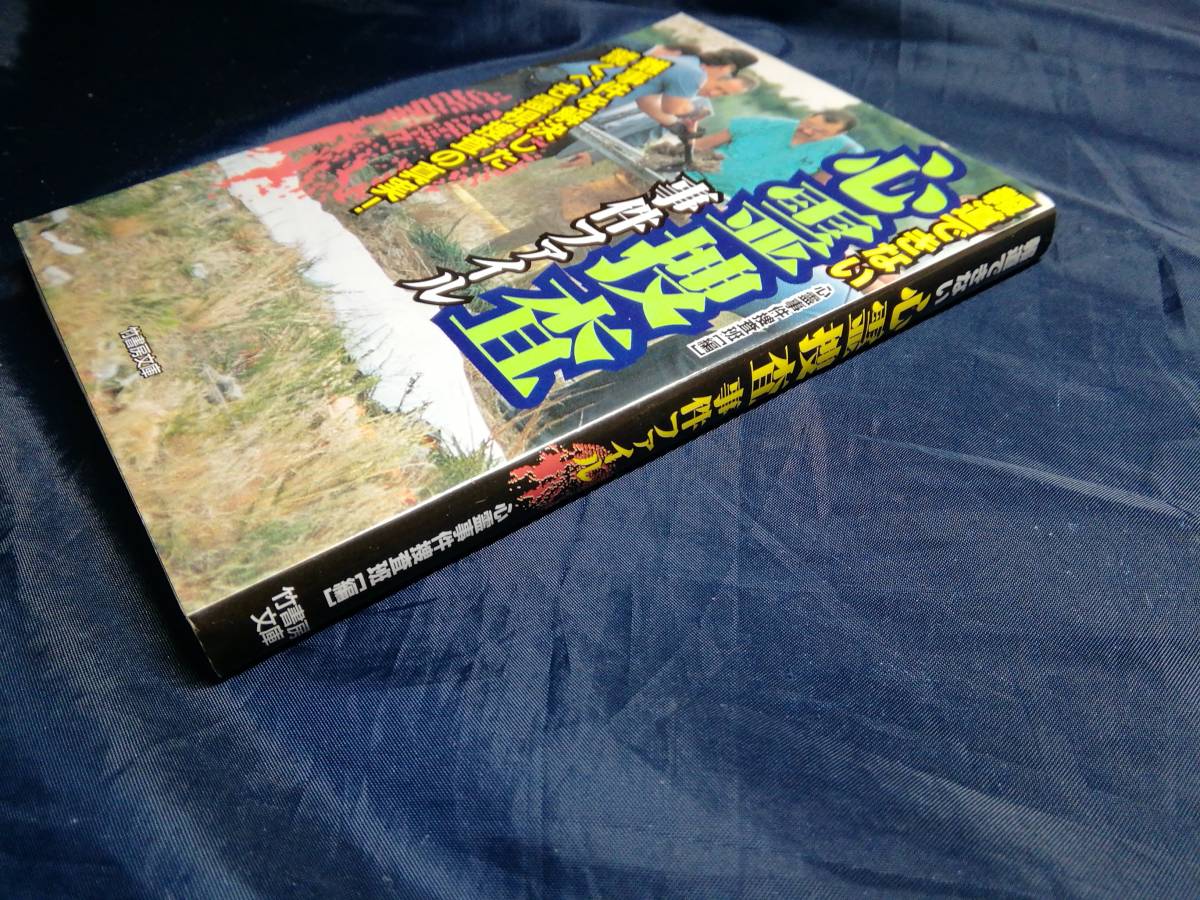 報道できない
心霊捜査
事件ファイル
心霊事件捜査班[編]
竹書房文庫
報道できない 心霊捜査 事件ファイル
心霊事件捜査班[編]
竹書房
文庫